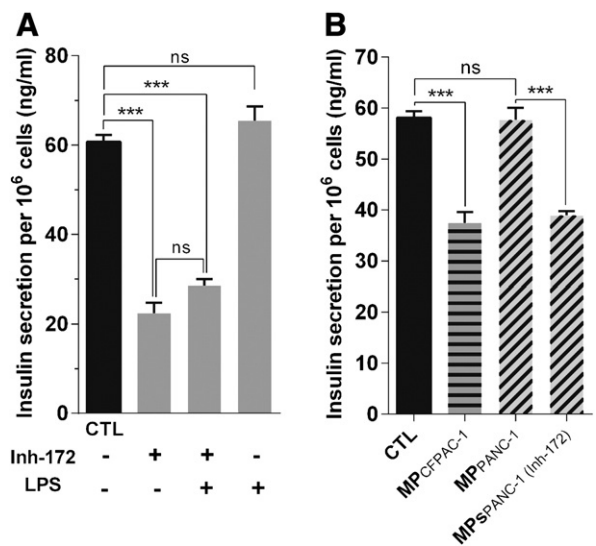 A
Insulin secretion per 10⁶ cells (ng/ml)
80
60
40
20
0
ns
***
***
ns
CTL
Inh-172 - + + -
LPS - - + +
B
Insulin secretion per 10⁶ cells (ng/ml)
70
60
50
40
30
20
10
0
ns
***
***
CTL
MPCFPAC-1
MPPANC-1
MPsPANC-1 (Inh-172)